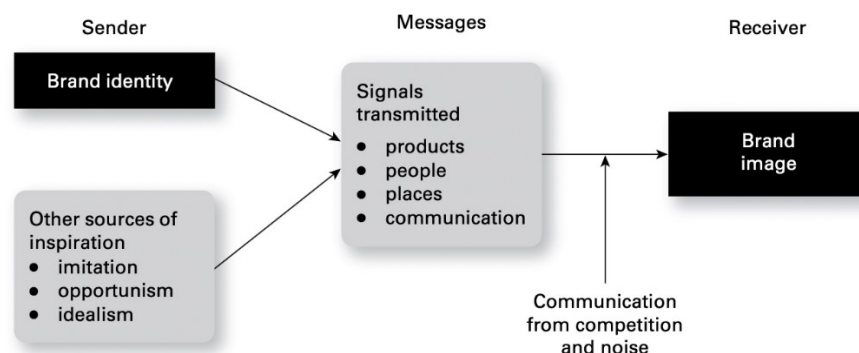 Sender
Messages
Receiver
Brand identity
Signals
transmitted
• products
• people
• places
• communication
Brand
image
Other sources of
inspiration
• imitation
• opportunism
• idealism
Communication
from competition
and noise